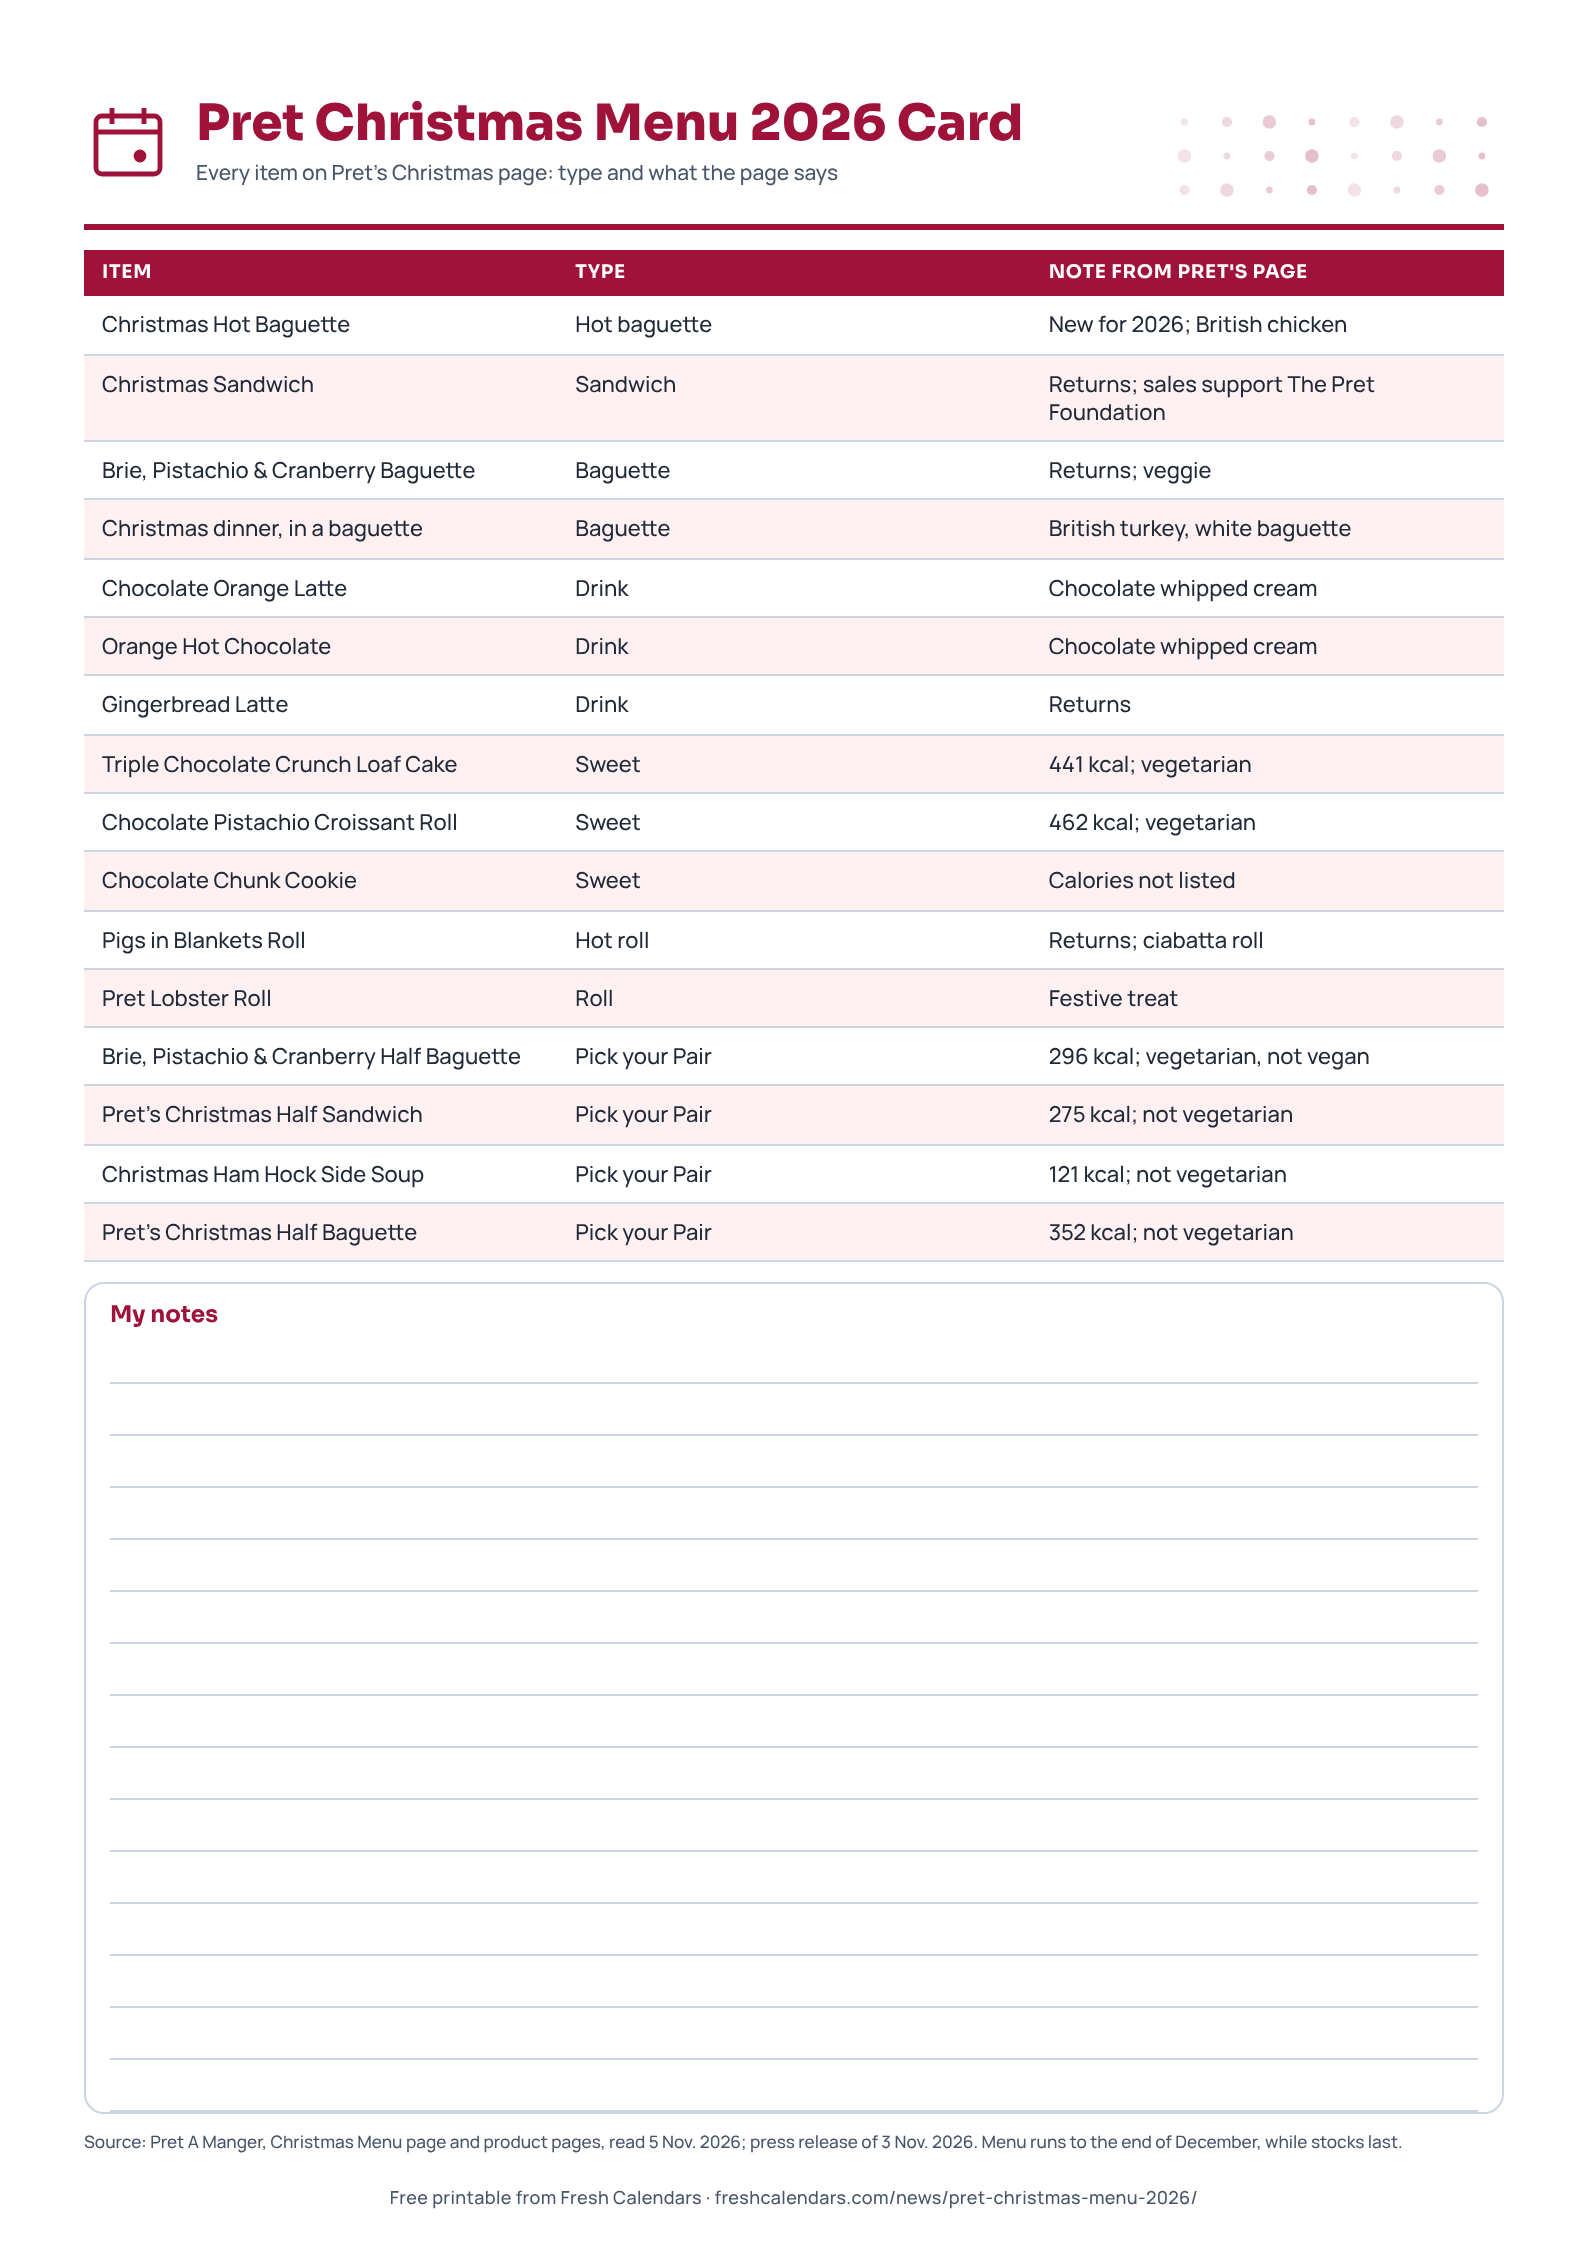 Pret Christmas Menu 2026 Card
Every item on Pret's Christmas page: type and what the page says
ITEM TYPE NOTE FROM PRET'S PAGE
Christmas Hot Baguette Hot baguette New for 2026; British chicken
Christmas Sandwich Sandwich Returns; sales support The Pret
Foundation
Brie, Pistachio & Cranberry Baguette Baguette Returns; veggie
Christmas dinner, in a baguette Baguette British turkey, white baguette
Chocolate Orange Latte Drink Chocolate whipped cream
Orange Hot Chocolate Drink Chocolate whipped cream
Gingerbread Latte Drink Returns
Triple Chocolate Crunch Loaf Cake Sweet 441 kcal; vegetarian
Chocolate Pistachio Croissant Roll Sweet 462 kcal; vegetarian
Chocolate Chunk Cookie Sweet Calories not listed
Pigs in Blankets Roll Hot roll Returns; ciabatta roll
Pret Lobster Roll Roll Festive treat
Brie, Pistachio & Cranberry Half Baguette Pick your Pair 296 kcal; vegetarian, not vegan
Pret's Christmas Half Sandwich Pick your Pair 275 kcal; not vegetarian
Christmas Ham Hock Side Soup Pick your Pair 121 kcal; not vegetarian
Pret's Christmas Half Baguette Pick your Pair 352 kcal; not vegetarian
My notes
Source: Pret A Manger, Christmas Menu page and product pages, read 5 Nov. 2026; press release of 3 Nov. 2026. Menu runs to the end of December, while stocks last.
Free printable from Fresh Calendars · freshcalendars.com/news/pret-christmas-menu-2026/